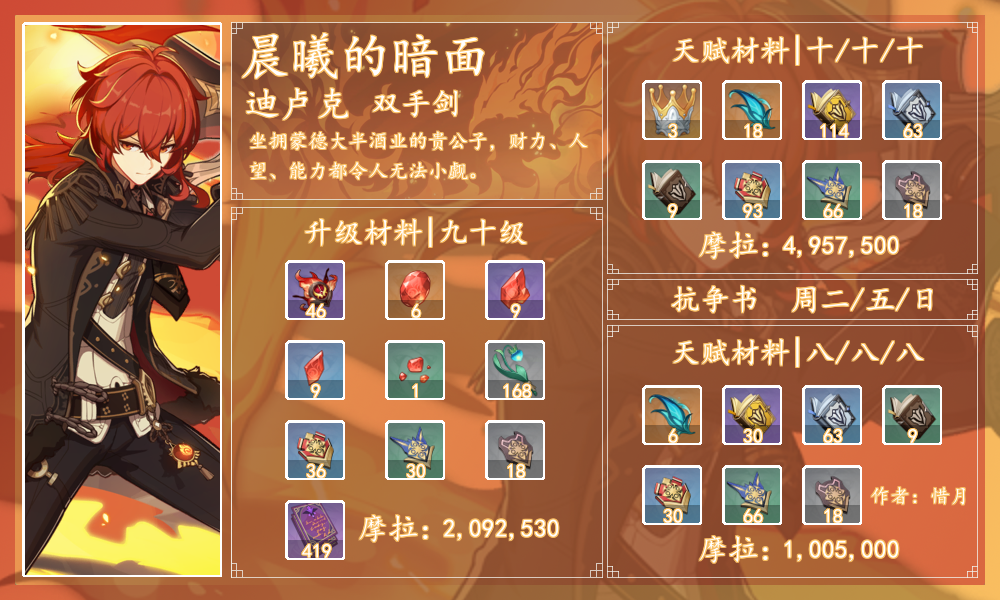 晨曦的暗面
迪卢克 双手剑
坐拥蒙德大半酒业的贵公子，财力、人
望、能力都令人无法小觑。
升级材料|九十级
46 6 9
9 1 168
36 30 18
419 摩拉：2,092,530
天赋材料|十/十/十
3 18 114 63
9 93 66 18
摩拉：4,957,500
抗争书 周二/五/日
天赋材料|八/八/八
6 30 63 9
30 66 18 作者：惜月
摩拉：1,005,000